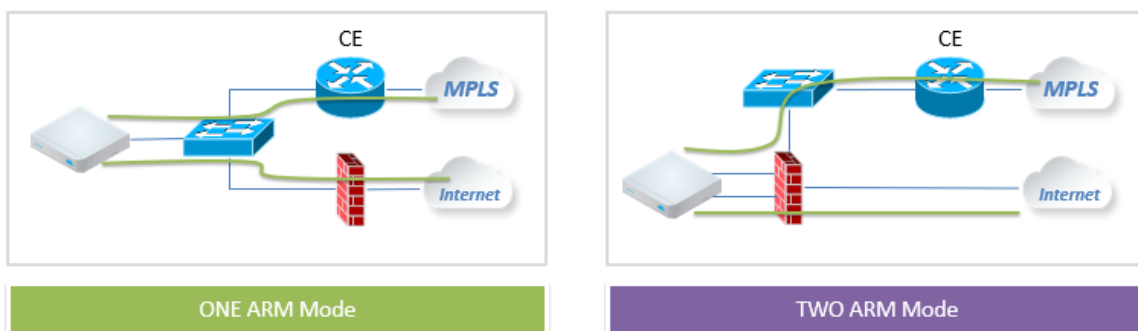 CE
MPLS
Internet
ONE ARM Mode
CE
MPLS
Internet
TWO ARM Mode